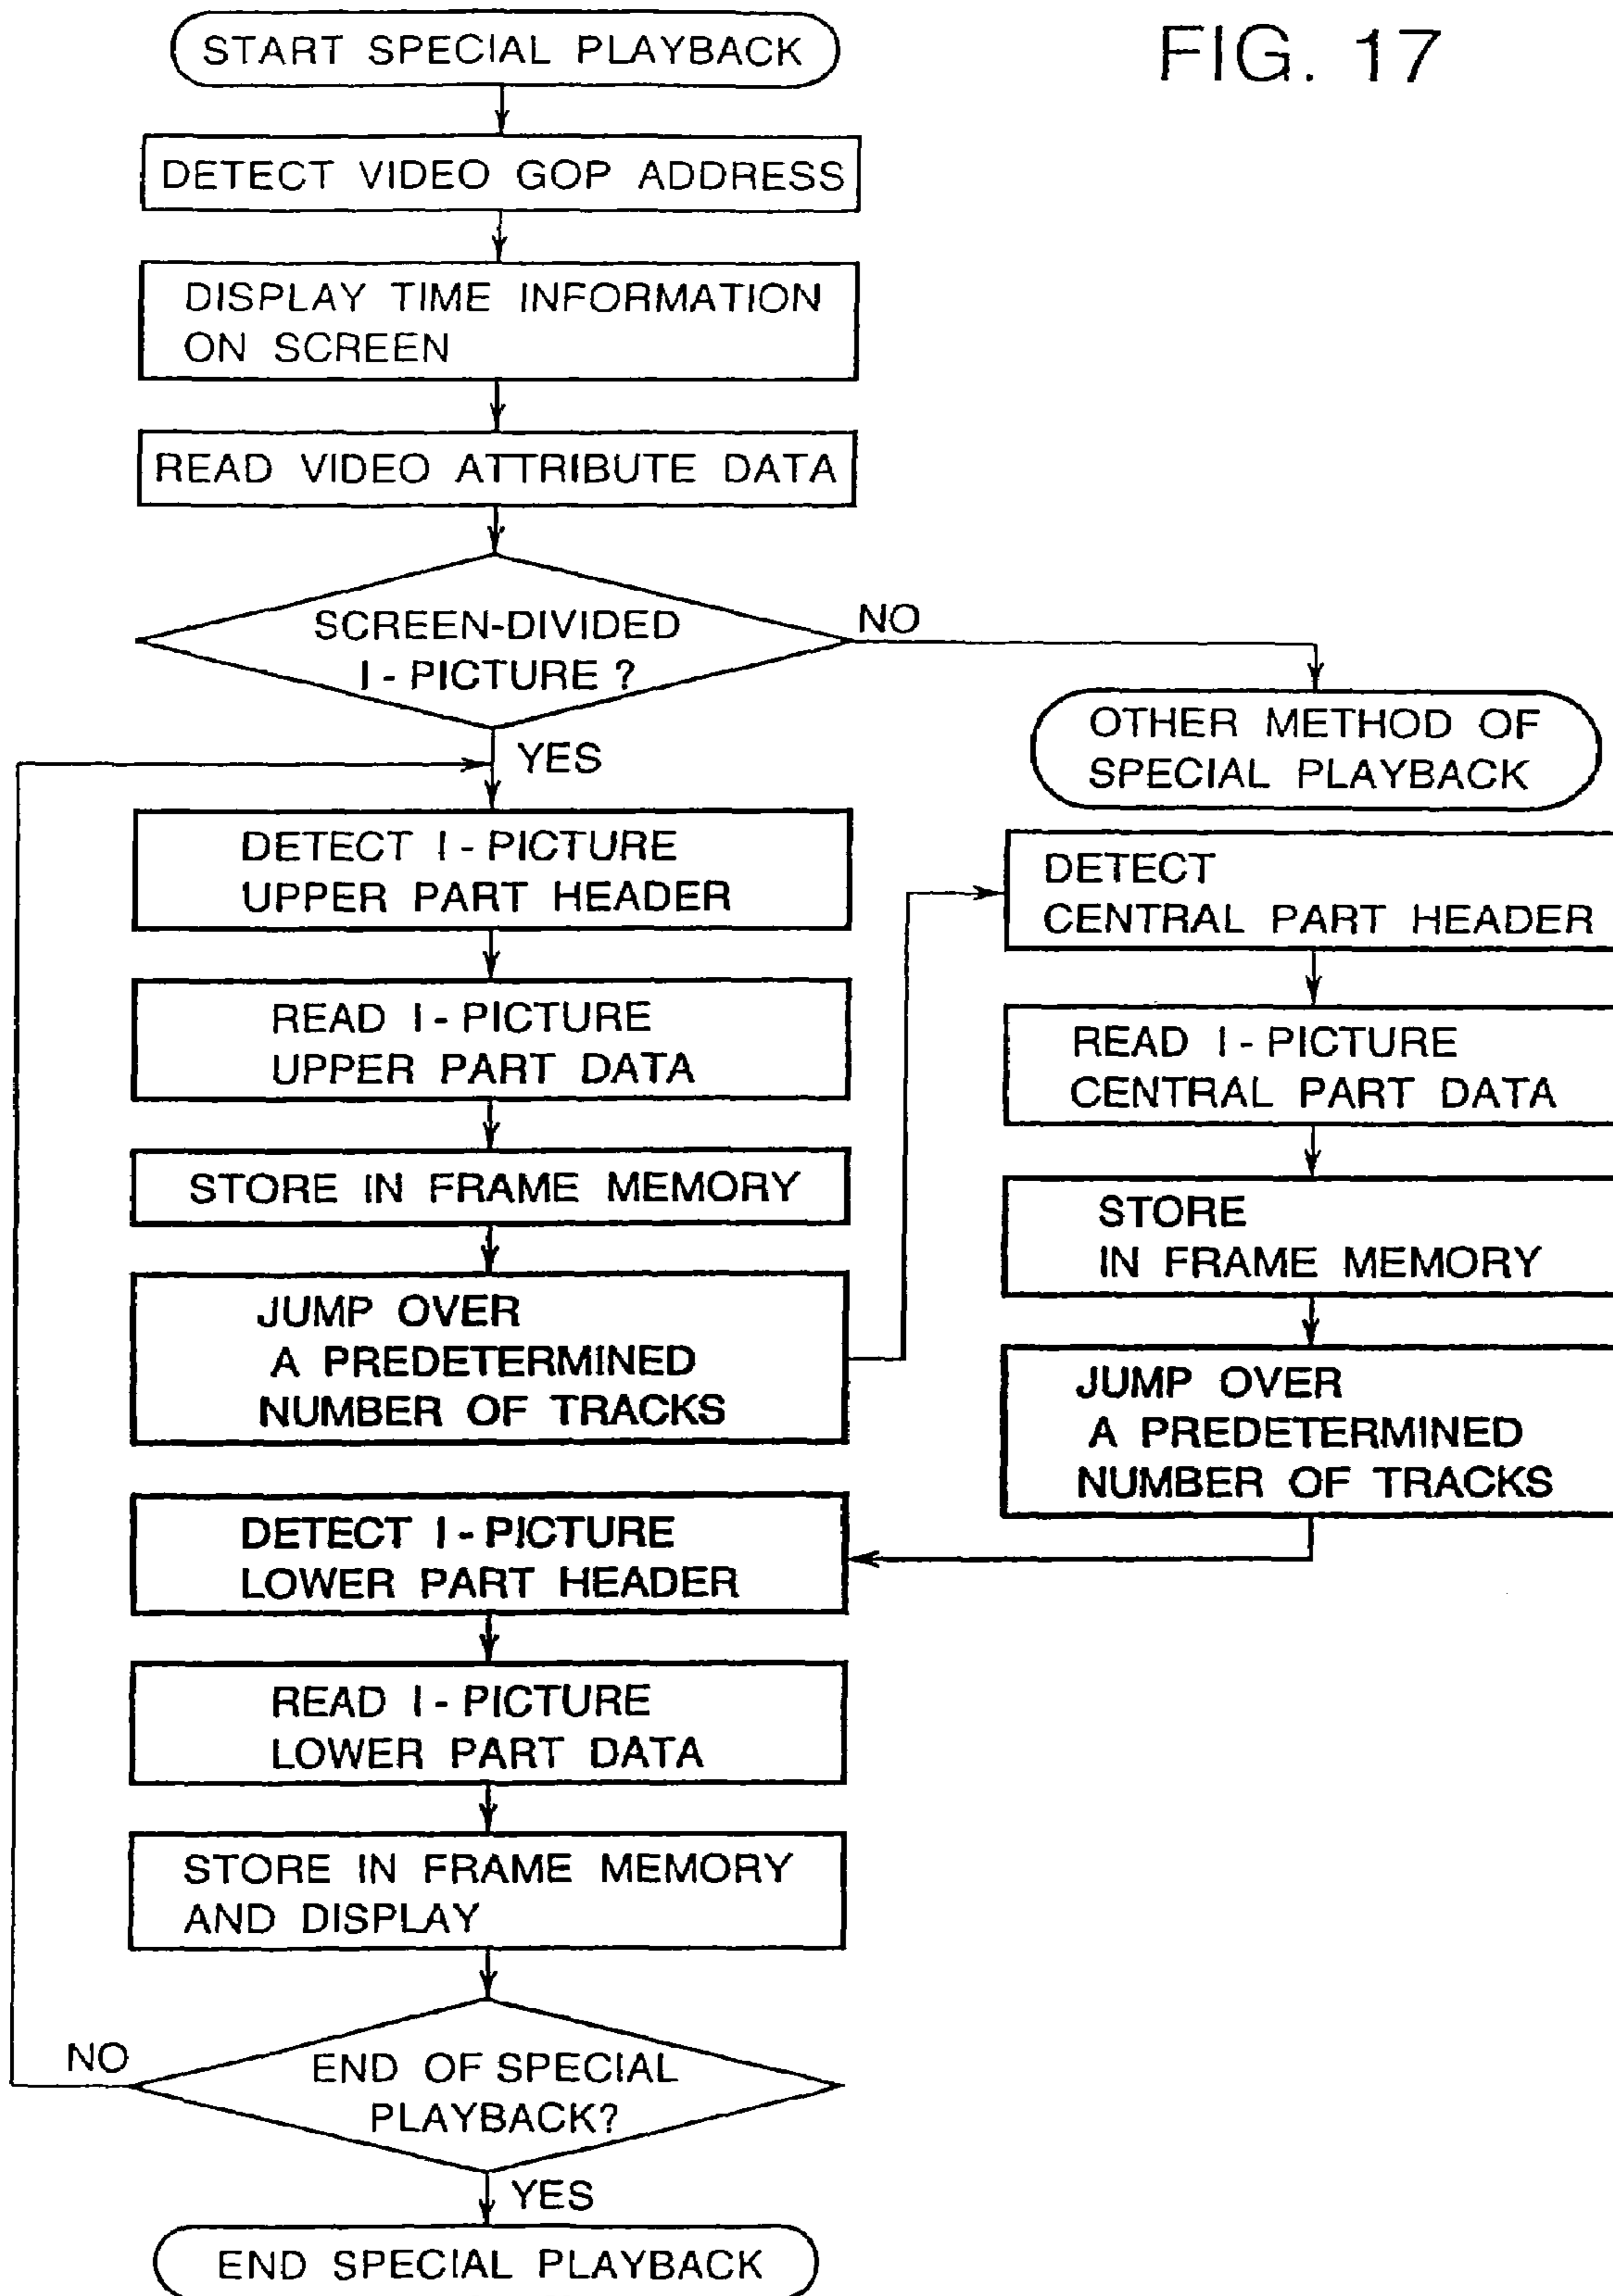 FIG. 17
START SPECIAL PLAYBACK
DETECT VIDEO GOP ADDRESS
DISPLAY TIME INFORMATION
ON SCREEN
READ VIDEO ATTRIBUTE DATA
SCREEN-DIVIDED
I - PICTURE ?
NO
OTHER METHOD OF
SPECIAL PLAYBACK
YES
DETECT I - PICTURE
UPPER PART HEADER
READ I - PICTURE
UPPER PART DATA
STORE IN FRAME MEMORY
JUMP OVER
A PREDETERMINED
NUMBER OF TRACKS
DETECT
CENTRAL PART HEADER
READ I - PICTURE
CENTRAL PART DATA
STORE
IN FRAME MEMORY
JUMP OVER
A PREDETERMINED
NUMBER OF TRACKS
DETECT I - PICTURE
LOWER PART HEADER
READ I - PICTURE
LOWER PART DATA
STORE IN FRAME MEMORY
AND DISPLAY
END OF SPECIAL
PLAYBACK?
NO
YES
END SPECIAL PLAYBACK